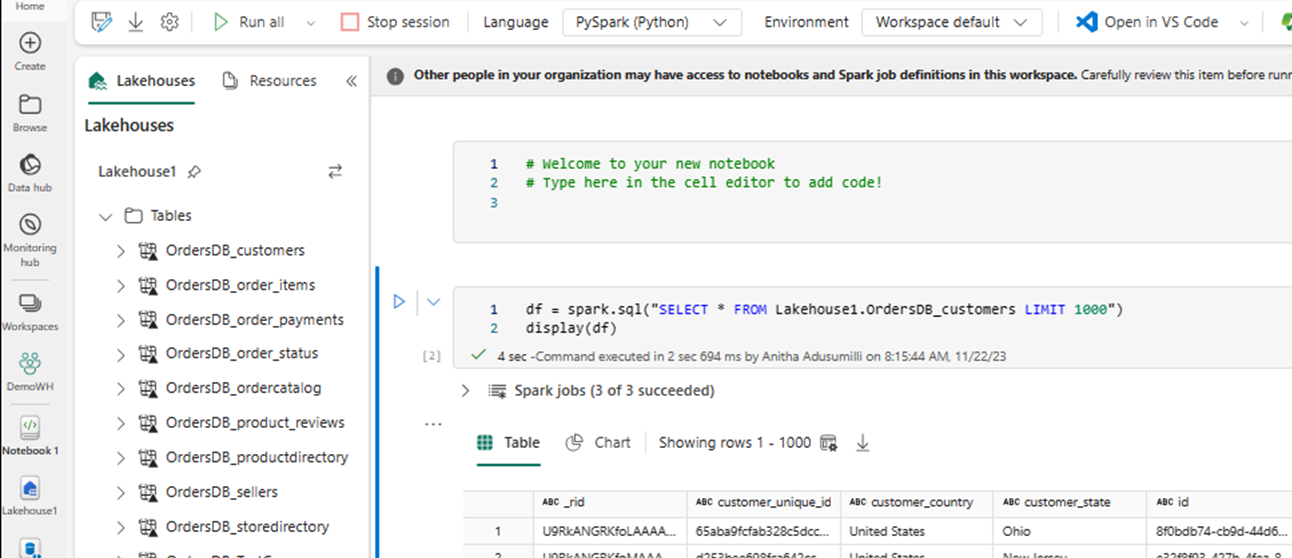 Home
Create
Browse
Data hub
Monitoring
hub
Workspaces
DemoWH
Notebook 1
Lakehouse1
Run all
Stop session
Language
PySpark (Python)
Environment
Workspace default
Open in VS Code
Lakehouses
Resources
Lakehouses
Lakehouse1
Tables
OrdersDB_customers
OrdersDB_order_items
OrdersDB_order_payments
OrdersDB_order_status
OrdersDB_ordercatalog
OrdersDB_product_reviews
OrdersDB_productdirectory
OrdersDB_sellers
OrdersDB_storedirectory
Other people in your organization may have access to notebooks and Spark job definitions in this workspace. Carefully review this item before runn
1 # Welcome to your new notebook
2 # Type here in the cell editor to add code!
3
1 df = spark.sql("SELECT * FROM Lakehouse1.OrdersDB_customers LIMIT 1000")
2 display(df)
[2] 4 sec -Command executed in 2 sec 694 ms by Anitha Adusumilli on 8:15:44 AM, 11/22/23
Spark jobs (3 of 3 succeeded)
...
Table Chart Showing rows 1 - 1000
ABC _rid ABC customer_unique_id ABC customer_country ABC customer_state ABC id
1 U9RkANGRKfoLAAAA... 65aba9fcfab328c5dcc... United States Ohio 8f0bdb74-cb9d-44d6...
2 United States New Jersey